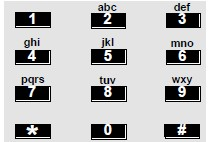 abc def
1 2 3
ghi jkl mno
4 5 6
pqrs tuv wxy
7 8 9
* 0 #